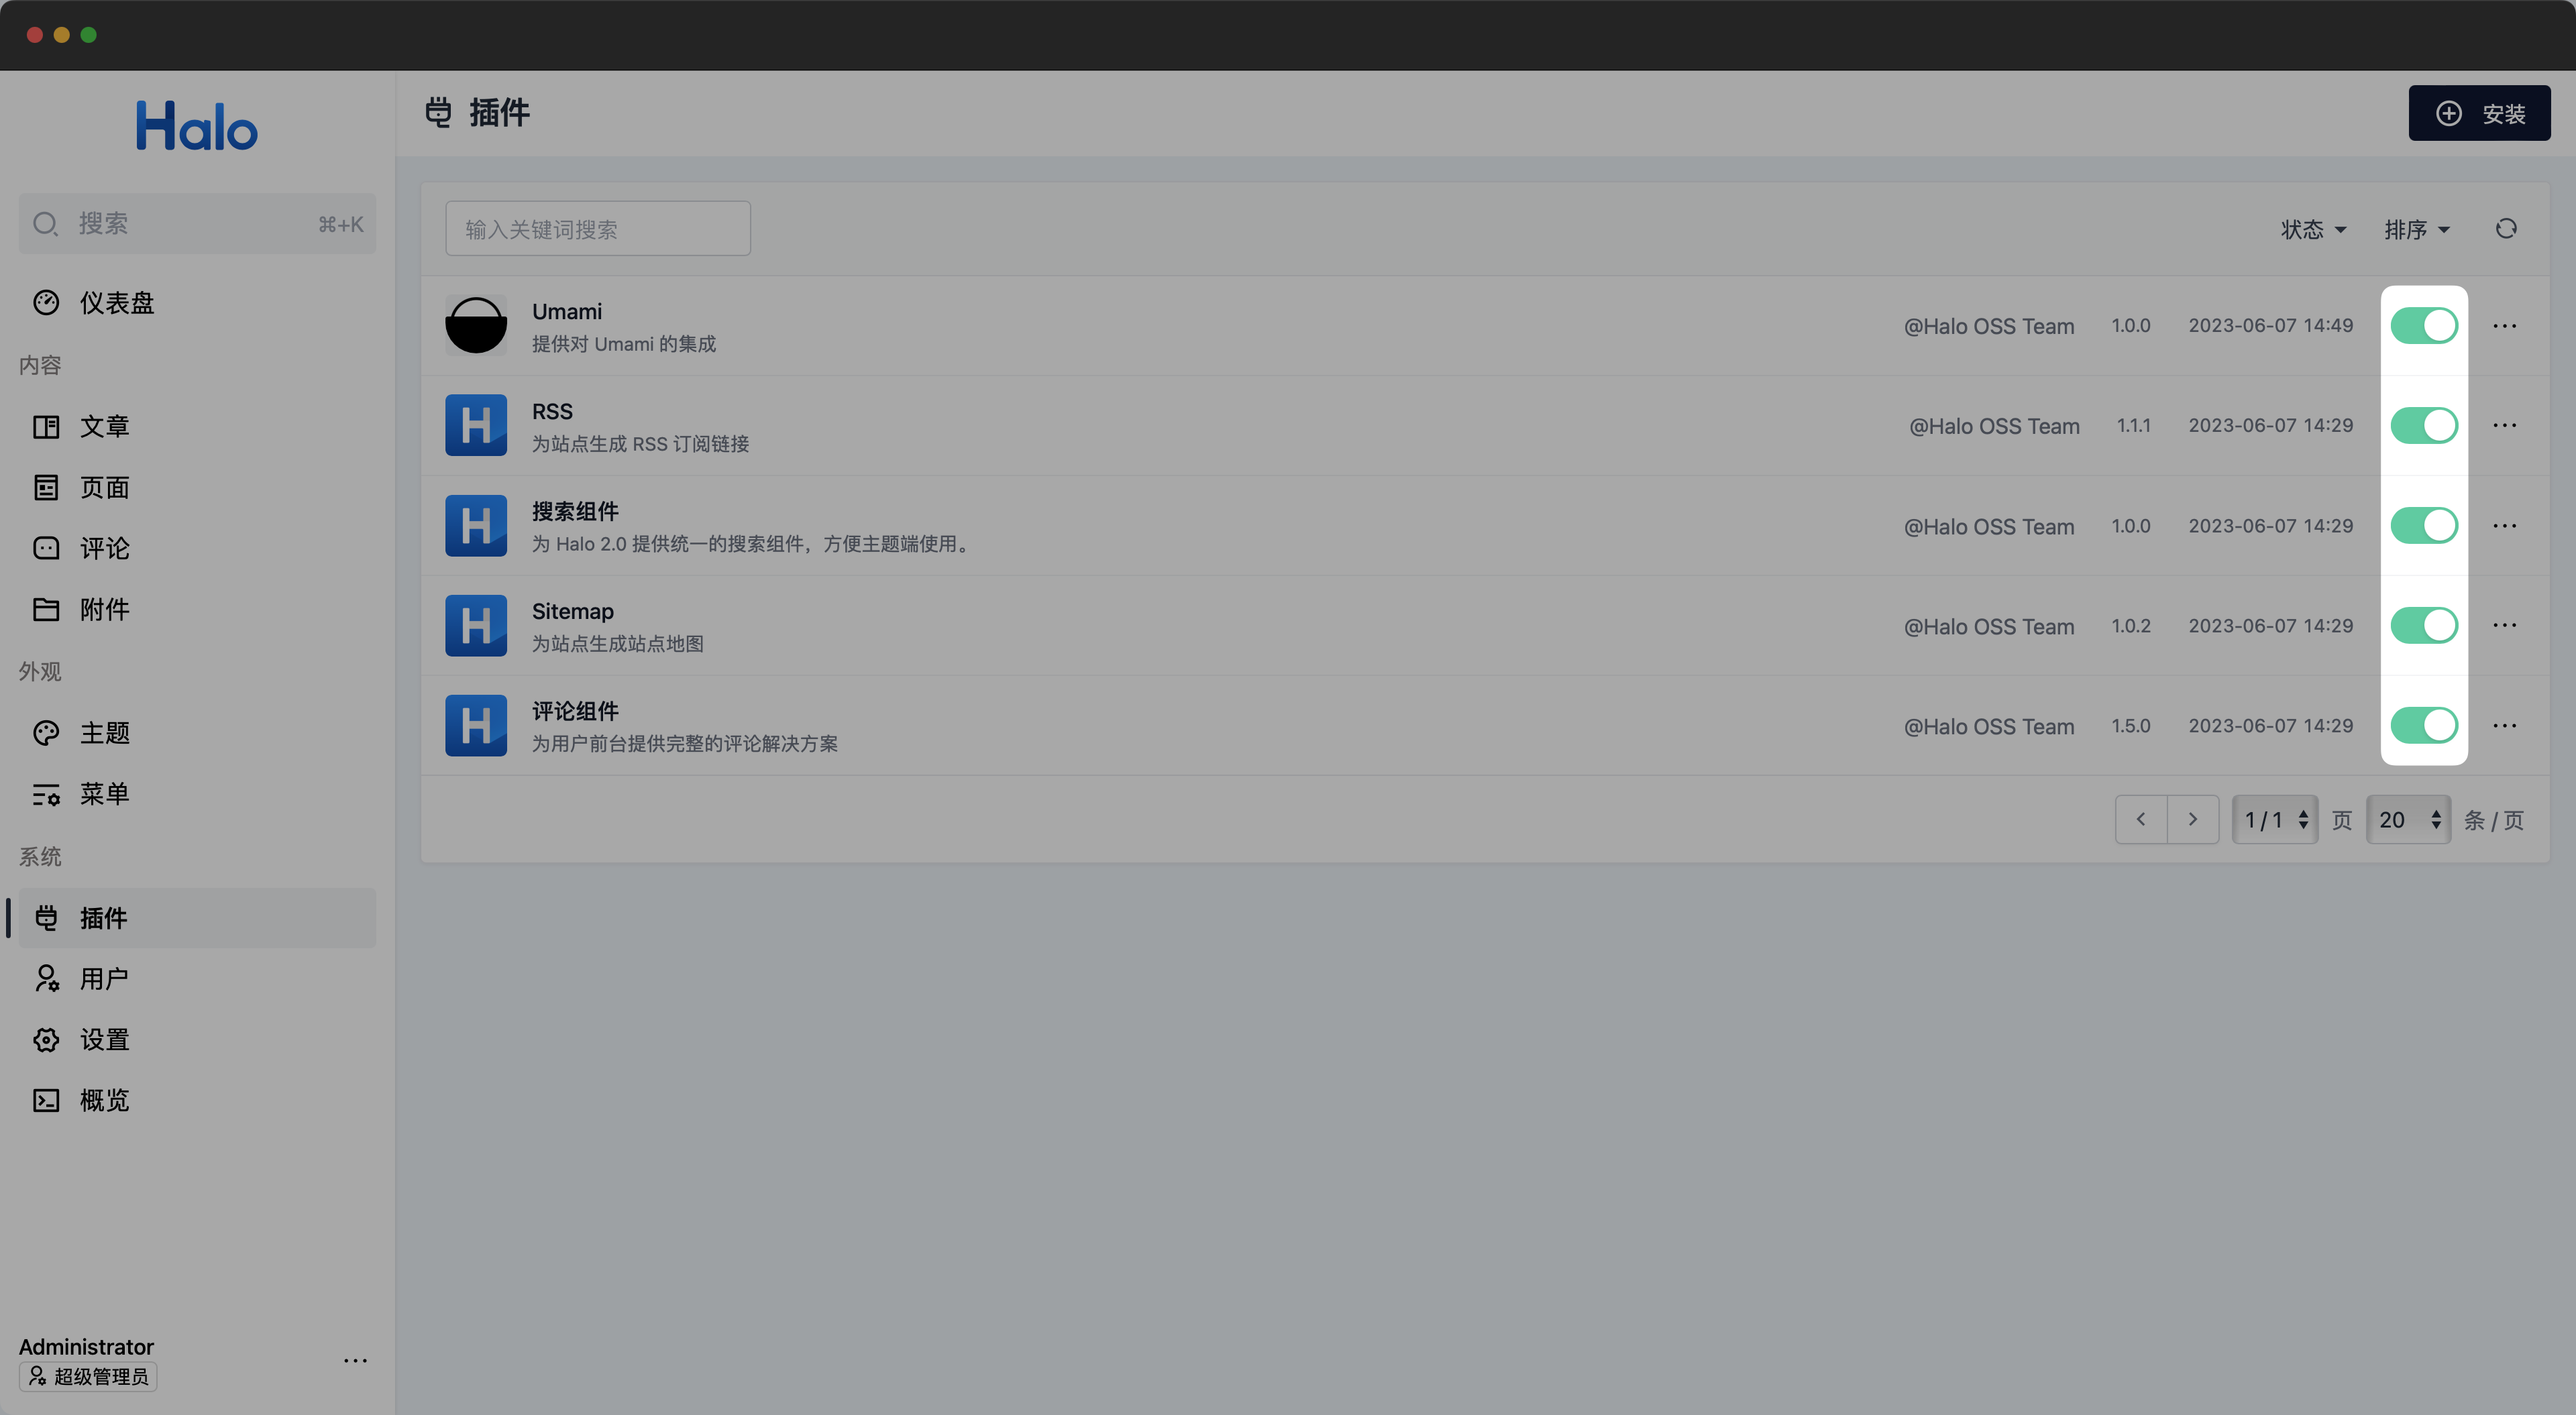 Halo
插件
安装
搜索 ⌘+K
仪表盘
内容
文章
页面
评论
附件
外观
主题
菜单
系统
插件
用户
设置
概览
Administrator
超级管理员
输入关键词搜索
状态 排序
Umami
提供对 Umami 的集成
@Halo OSS Team 1.0.0 2023-06-07 14:49
RSS
为站点生成 RSS 订阅链接
@Halo OSS Team 1.1.1 2023-06-07 14:29
搜索组件
为 Halo 2.0 提供统一的搜索组件，方便主题端使用。
@Halo OSS Team 1.0.0 2023-06-07 14:29
Sitemap
为站点生成站点地图
@Halo OSS Team 1.0.2 2023-06-07 14:29
评论组件
为用户前台提供完整的评论解决方案
@Halo OSS Team 1.5.0 2023-06-07 14:29
1 / 1 页 20 条 / 页